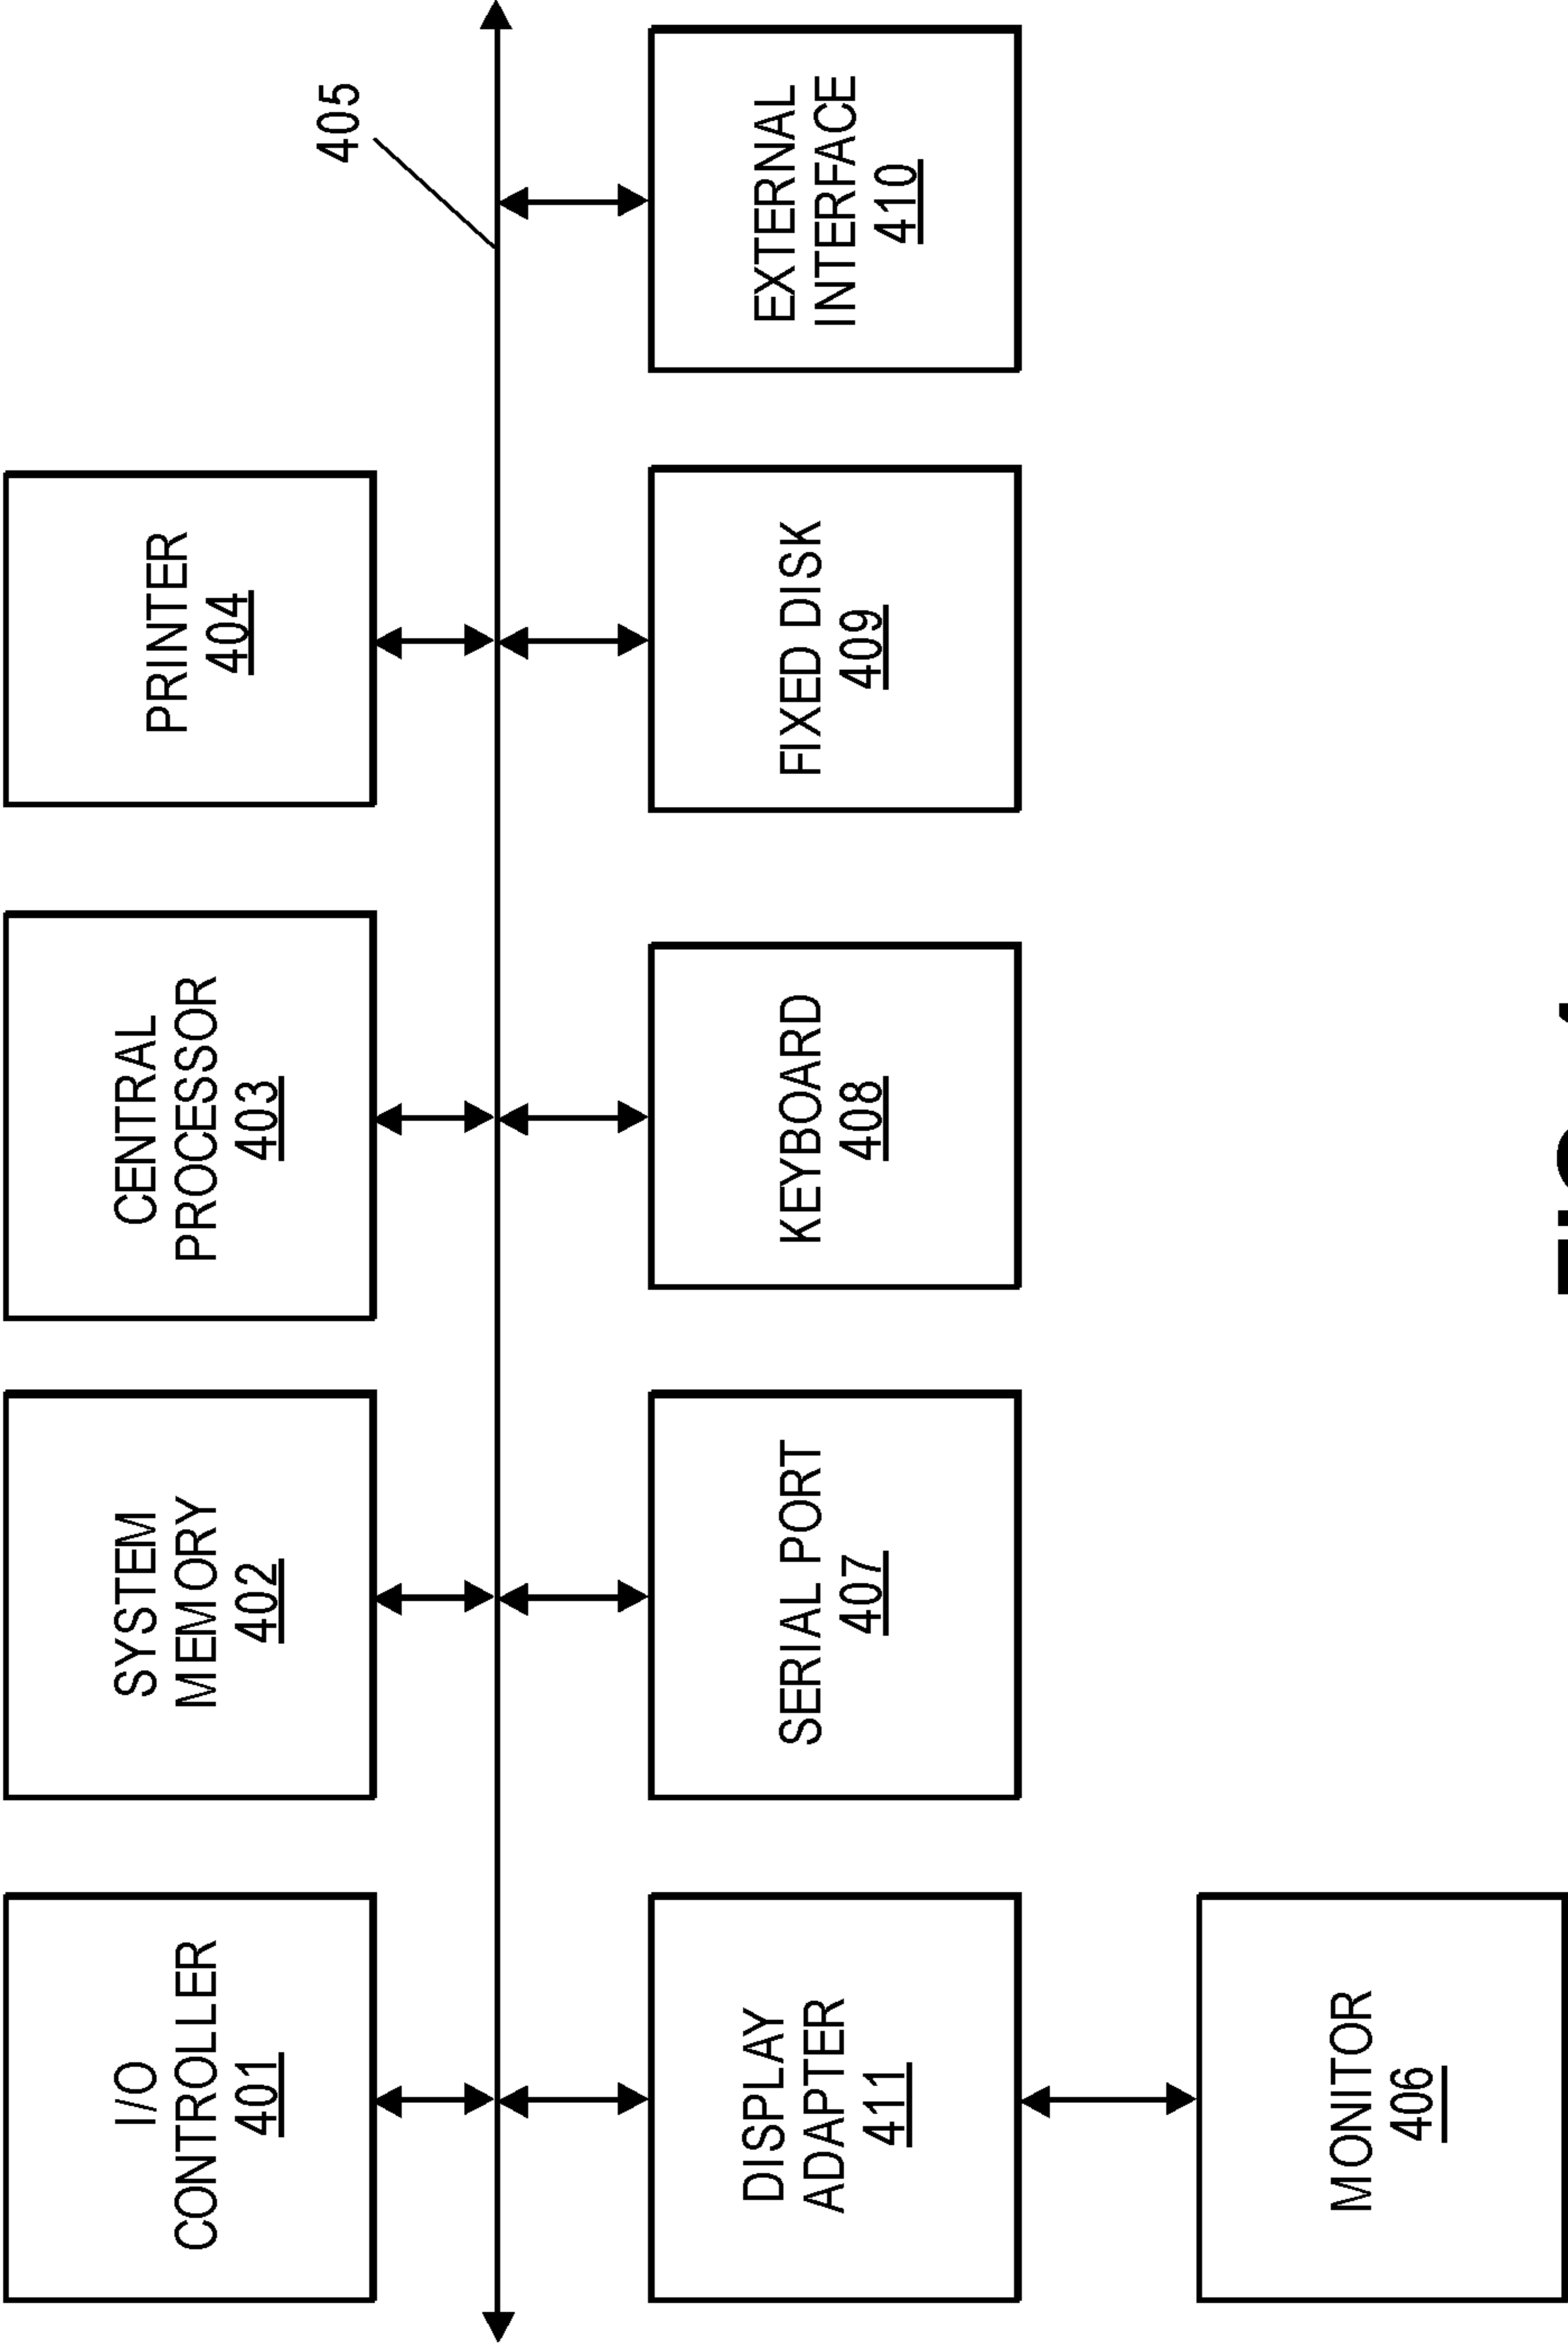 I/O
CONTROLLER
401
SYSTEM
MEMORY
402
CENTRAL
PROCESSOR
403
PRINTER
404
405
DISPLAY
ADAPTER
411
SERIAL PORT
407
KEYBOARD
408
FIXED DISK
409
EXTERNAL
INTERFACE
410
MONITOR
406